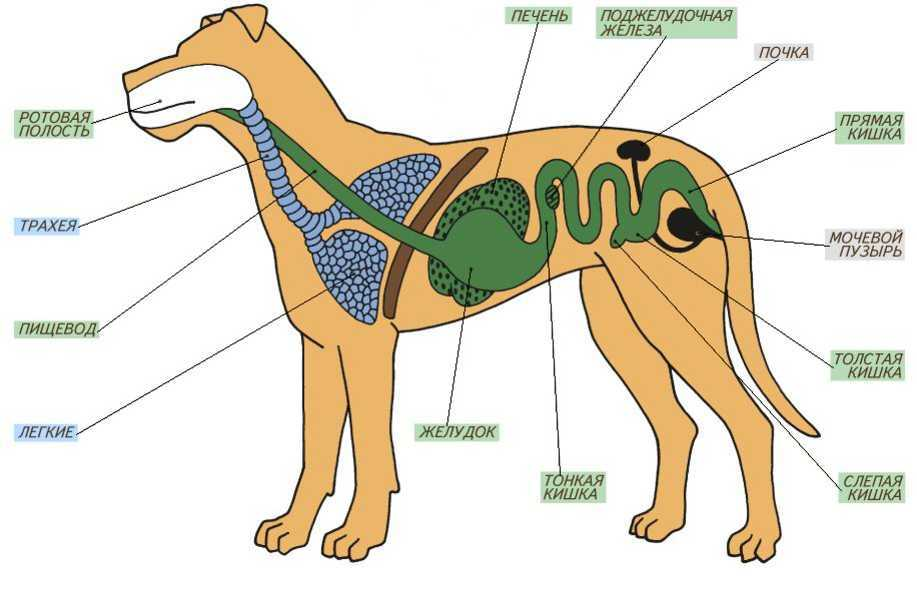 ПЕЧЕНЬ
ПОДЖЕЛУДОЧНАЯ
ЖЕЛЕЗА
ПОЧКА
РОТОВАЯ
ПОЛОСТЬ
ПРЯМАЯ
КИШКА
ТРАХЕЯ
МОЧЕВОЙ
ПУЗЫРЬ
ПИЩЕВОД
ТОЛСТАЯ
КИШКА
ЛЕГКИЕ
ЖЕЛУДОК
ТОНКАЯ
КИШКА
СЛЕПАЯ
КИШКА